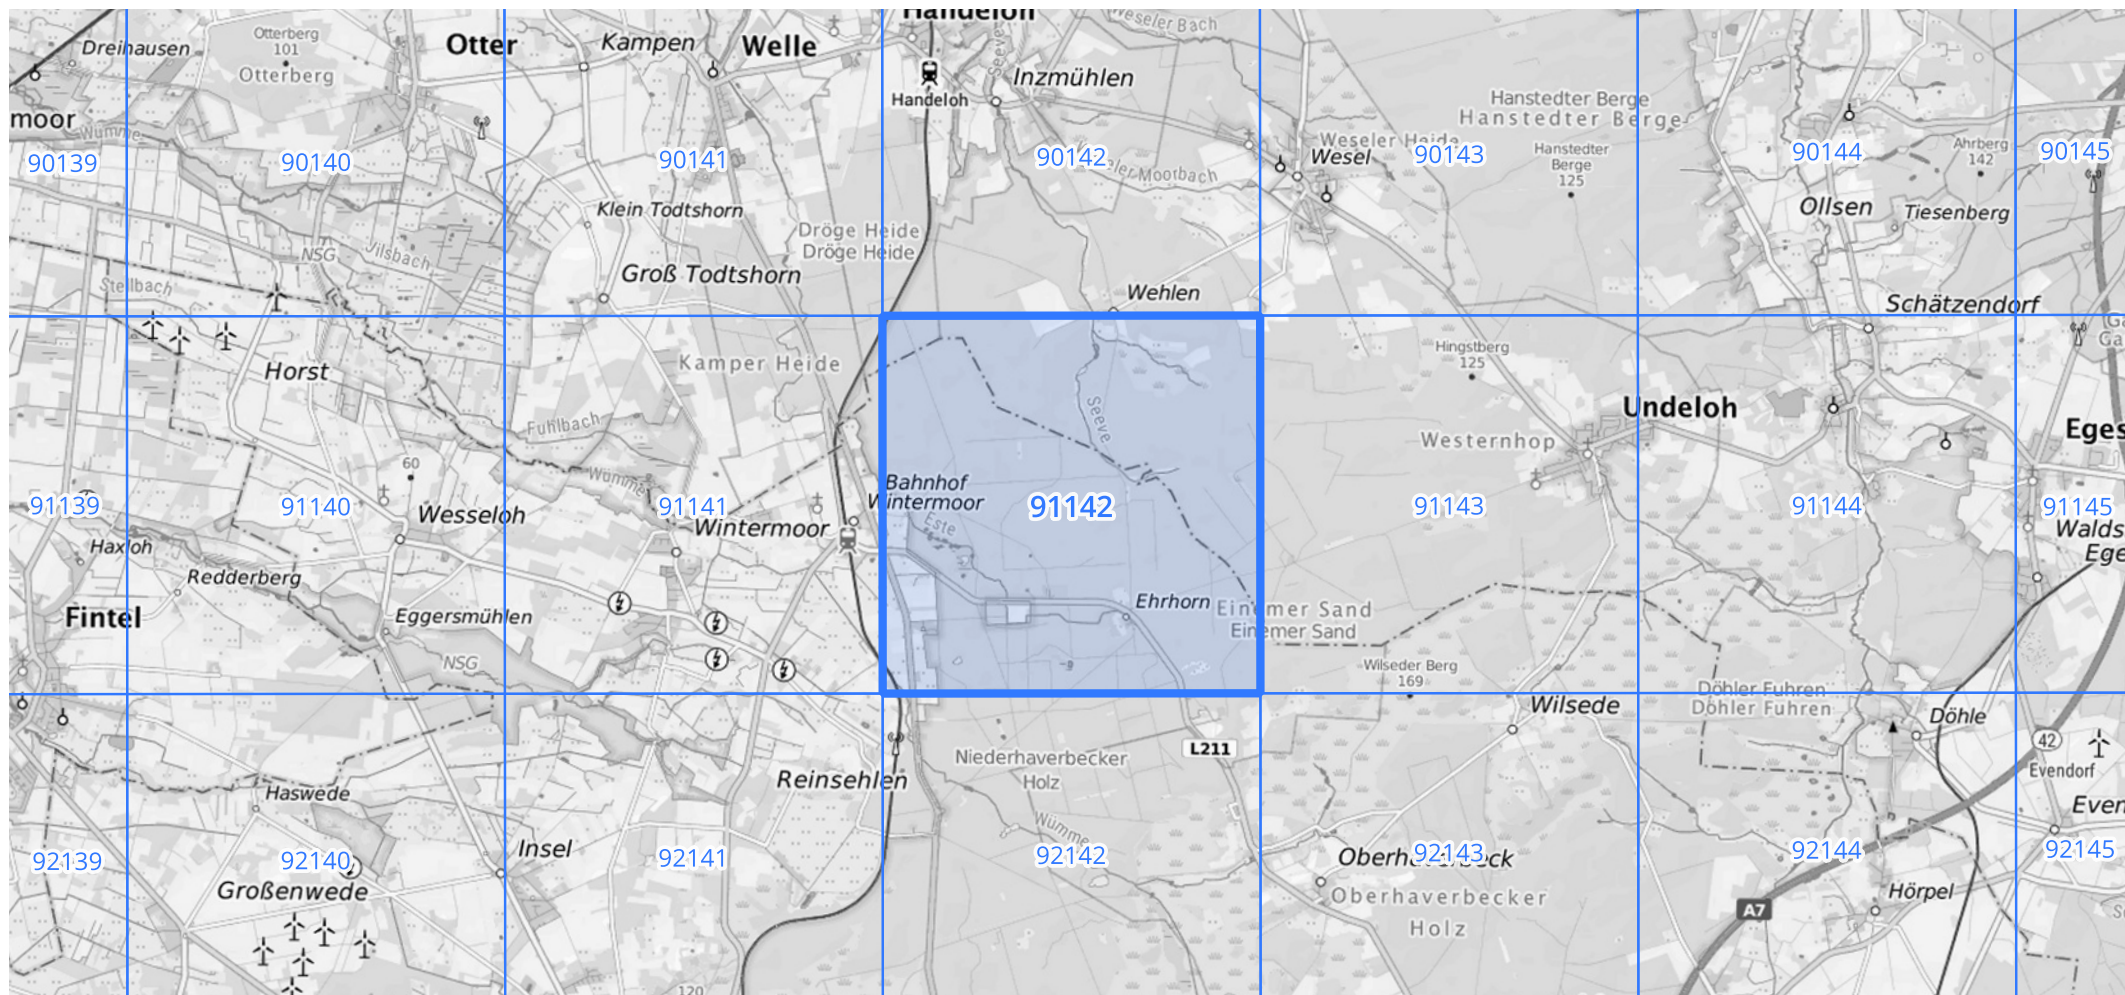 Handeloh
Weseler Bach
Dreihausen
Otterberg
101
Otterberg
Otter
Kampen
Welle
Seeve
Inzmühlen
Handeloh
Hanstedter Berge
Hanstedter Berge
moor
Wümme
90139
90140
90141
90142
Weseler Heide
Wesel
90143
Hanstedter
Berge
125
90144
Ahrberg
142
90145
Klein Todtshorn
Dröge Heide
Dröge Heide
Ollsen
Tiesenberg
NSG
Vilsbach
Stellbach
Groß Todtshorn
Wehlen
Schätzendorf
Horst
Kamper Heide
Hingstberg
125
Seeve
Undeloh
Fuhlbach
Westernhop
Eges
60
Wümme
Bahnhof
Wintermoor
91139
91140
Wesseloh
91141
Wintermoor
Este
91142
91143
91144
91145
Walds
Ege
Haxloh
Redderberg
Fintel
Eggersmühlen
Ehrhorn
Einemer Sand
Einemer Sand
NSG
Wilseder Berg
169
Döhler Fuhren
Döhler Fuhren
Wilsede
Döhle
L211
42
Evendorf
Niederhaverbecker
Holz
Reinsehlen
Haswede
Even
Wümme
Insel
92139
92140
92141
92142
Oberhaverbeck
92143
92144
92145
Großenwede
Oberhaverbecker
Holz
A7
Hörpel
120